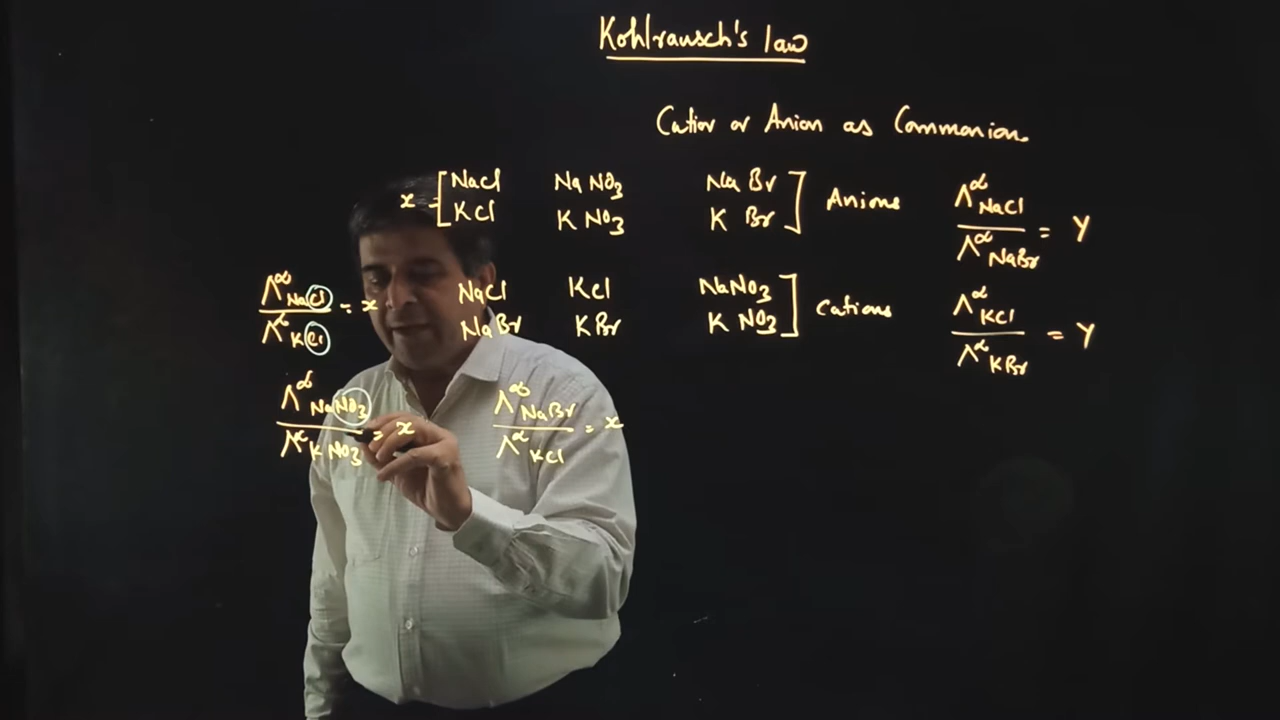 Kohlrausch's law
Cation or Anion as Common ion
x = [ NaCl NaNO3 NaBr ] Anions
KCl KNO3 KBr
Λ∝NaCl / Λ∝NaBr = Y
Λ∝NaCl / Λ∝KCl = x
NaCl KCl NaNO3 ] Cations
NaBr KBr KNO3
Λ∝KCl / Λ∝KBr = Y
Λ∝NaNO3 / Λ∝KNO3 = x
Λ∝NaBr / Λ∝KCl = x